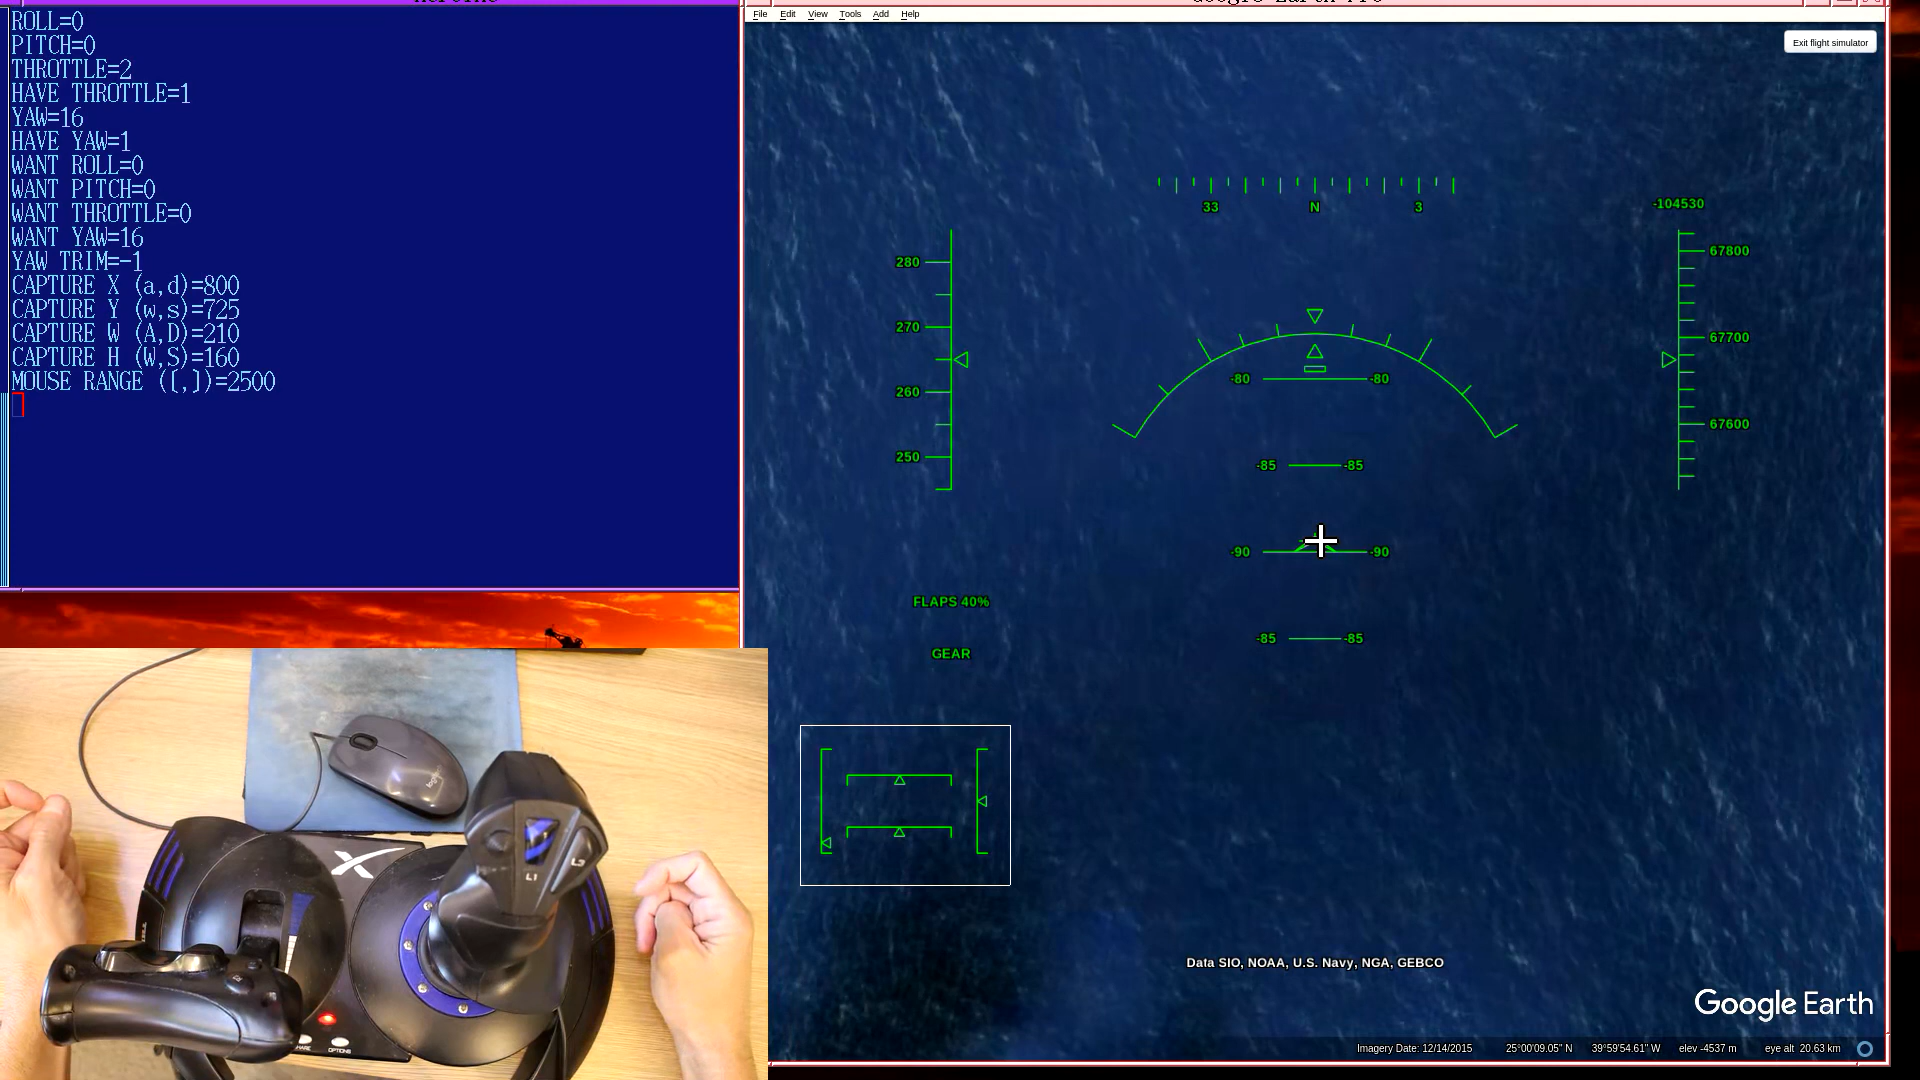 ROLL=0
PITCH=0
THROTTLE=2
HAVE THROTTLE=1
YAW=16
HAVE YAW=1
WANT ROLL=0
WANT PITCH=0
WANT THROTTLE=0
WANT YAW=16
YAW TRIM=-1
CAPTURE X (a,d)=800
CAPTURE Y (w,s)=725
CAPTURE W (A,D)=210
CAPTURE H (W,S)=160
MOUSE RANGE ([,])=2500
File Edit View Tools Add Help
Exit flight simulator
33 N 3
-104530
280
270
260
250
67800
67700
67600
-80 -80
-85 -85
-90 -90
-85 -85
FLAPS 40%
GEAR
Data SIO, NOAA, U.S. Navy, NGA, GEBCO
Google Earth
Imagery Date: 12/14/2015 25°00'09.05" N 39°59'54.61" W elev -4537 m eye alt 20.63 km
logitech
L1
L3
OPTIONS